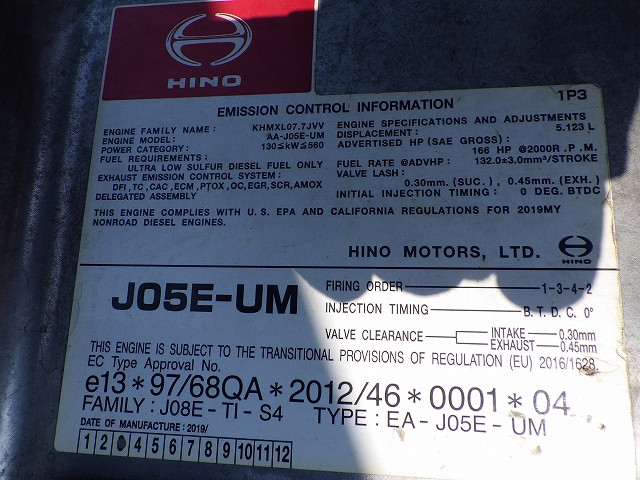 HINO
1P3
EMISSION CONTROL INFORMATION
ENGINE FAMILY NAME : KHMXL07.7JVV
ENGINE MODEL: AA-J05E-UM
POWER CATEGORY: 130≤kW≤560
FUEL REQUIREMENTS:
ULTRA LOW SULFUR DIESEL FUEL ONLY
EXHAUST EMISSION CONTROL SYSTEM :
DFI, TC, CAC, ECM, PTOX, OC, EGR, SCR, AMOX
DELEGATED ASSEMBLY
ENGINE SPECIFICATIONS AND ADJUSTMENTS
DISPLACEMENT: 5.123 L
ADVERTISED HP (SAE GROSS):
166 HP @2000R.P.M.
FUEL RATE @ADVHP: 132.0±3.0mm³/STROKE
VALVE LASH:
0.30mm (SUC.), 0.45mm (EXH.)
INITIAL INJECTION TIMING : 0 DEG. BTDC
THIS ENGINE COMPLIES WITH U.S. EPA AND CALIFORNIA REGULATIONS FOR 2019MY
NONROAD DIESEL ENGINES.
HINO MOTORS, LTD.
HINO
J05E-UM
FIRING ORDER 1-3-4-2
INJECTION TIMING B.T.D.C. 0°
VALVE CLEARANCE INTAKE 0.30mm
EXHAUST 0.45mm
THIS ENGINE IS SUBJECT TO THE TRANSITIONAL PROVISIONS OF REGULATION (EU) 2016/1628.
EC Type Approval No.
e13*97/68QA*2012/46*0001*04
FAMILY: J08E-TI-S4 TYPE: EA-J05E-UM
DATE OF MANUFACTURE: 2019/
1 2 4 5 6 7 8 9 10 11 12